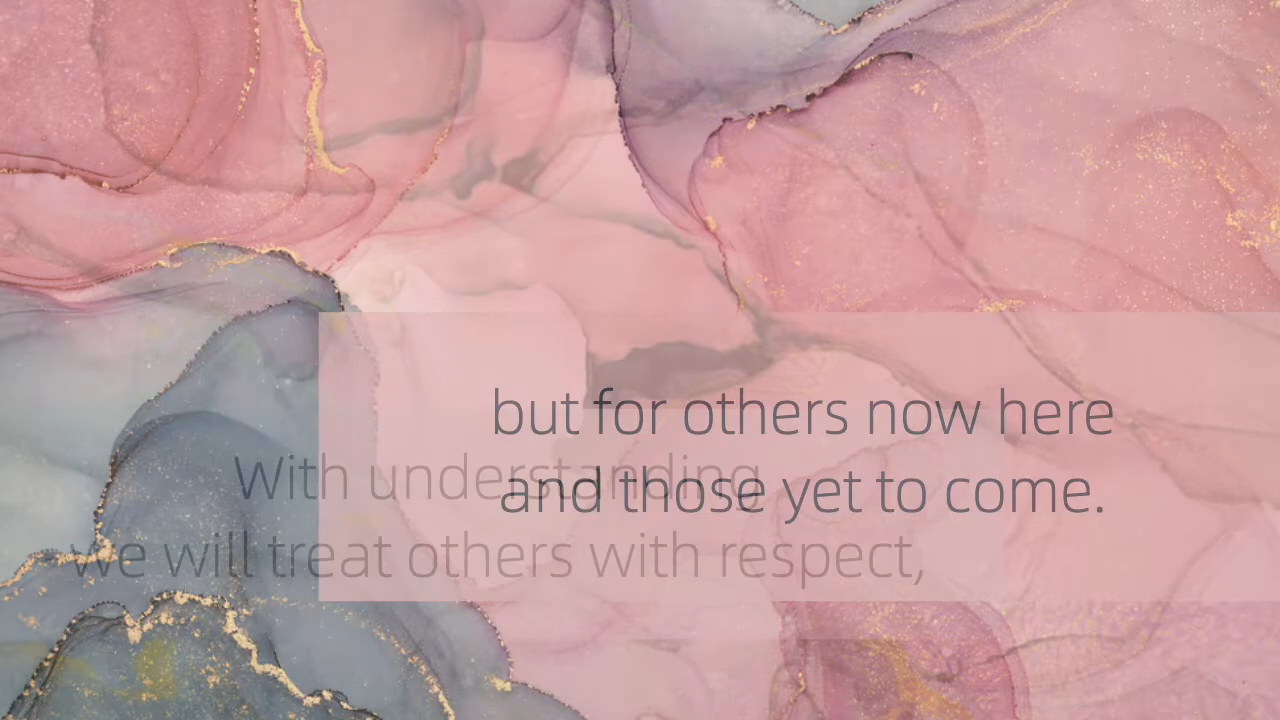 but for others now here
and those yet to come.
With understanding
we will treat others with respect,